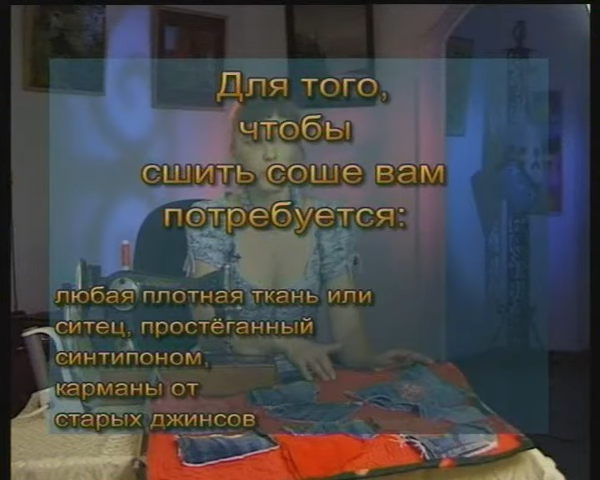 Для того,
чтобы
сшить соше вам
потребуется:
любая плотная ткань или
ситец, простёганный
синтипоном,
карманы от
старых джинсов